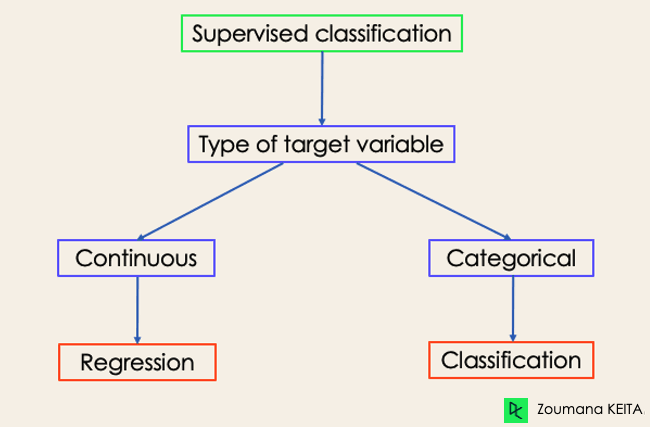 Supervised classification
Type of target variable
Continuous
Categorical
Regression
Classification
Zoumana KEITA